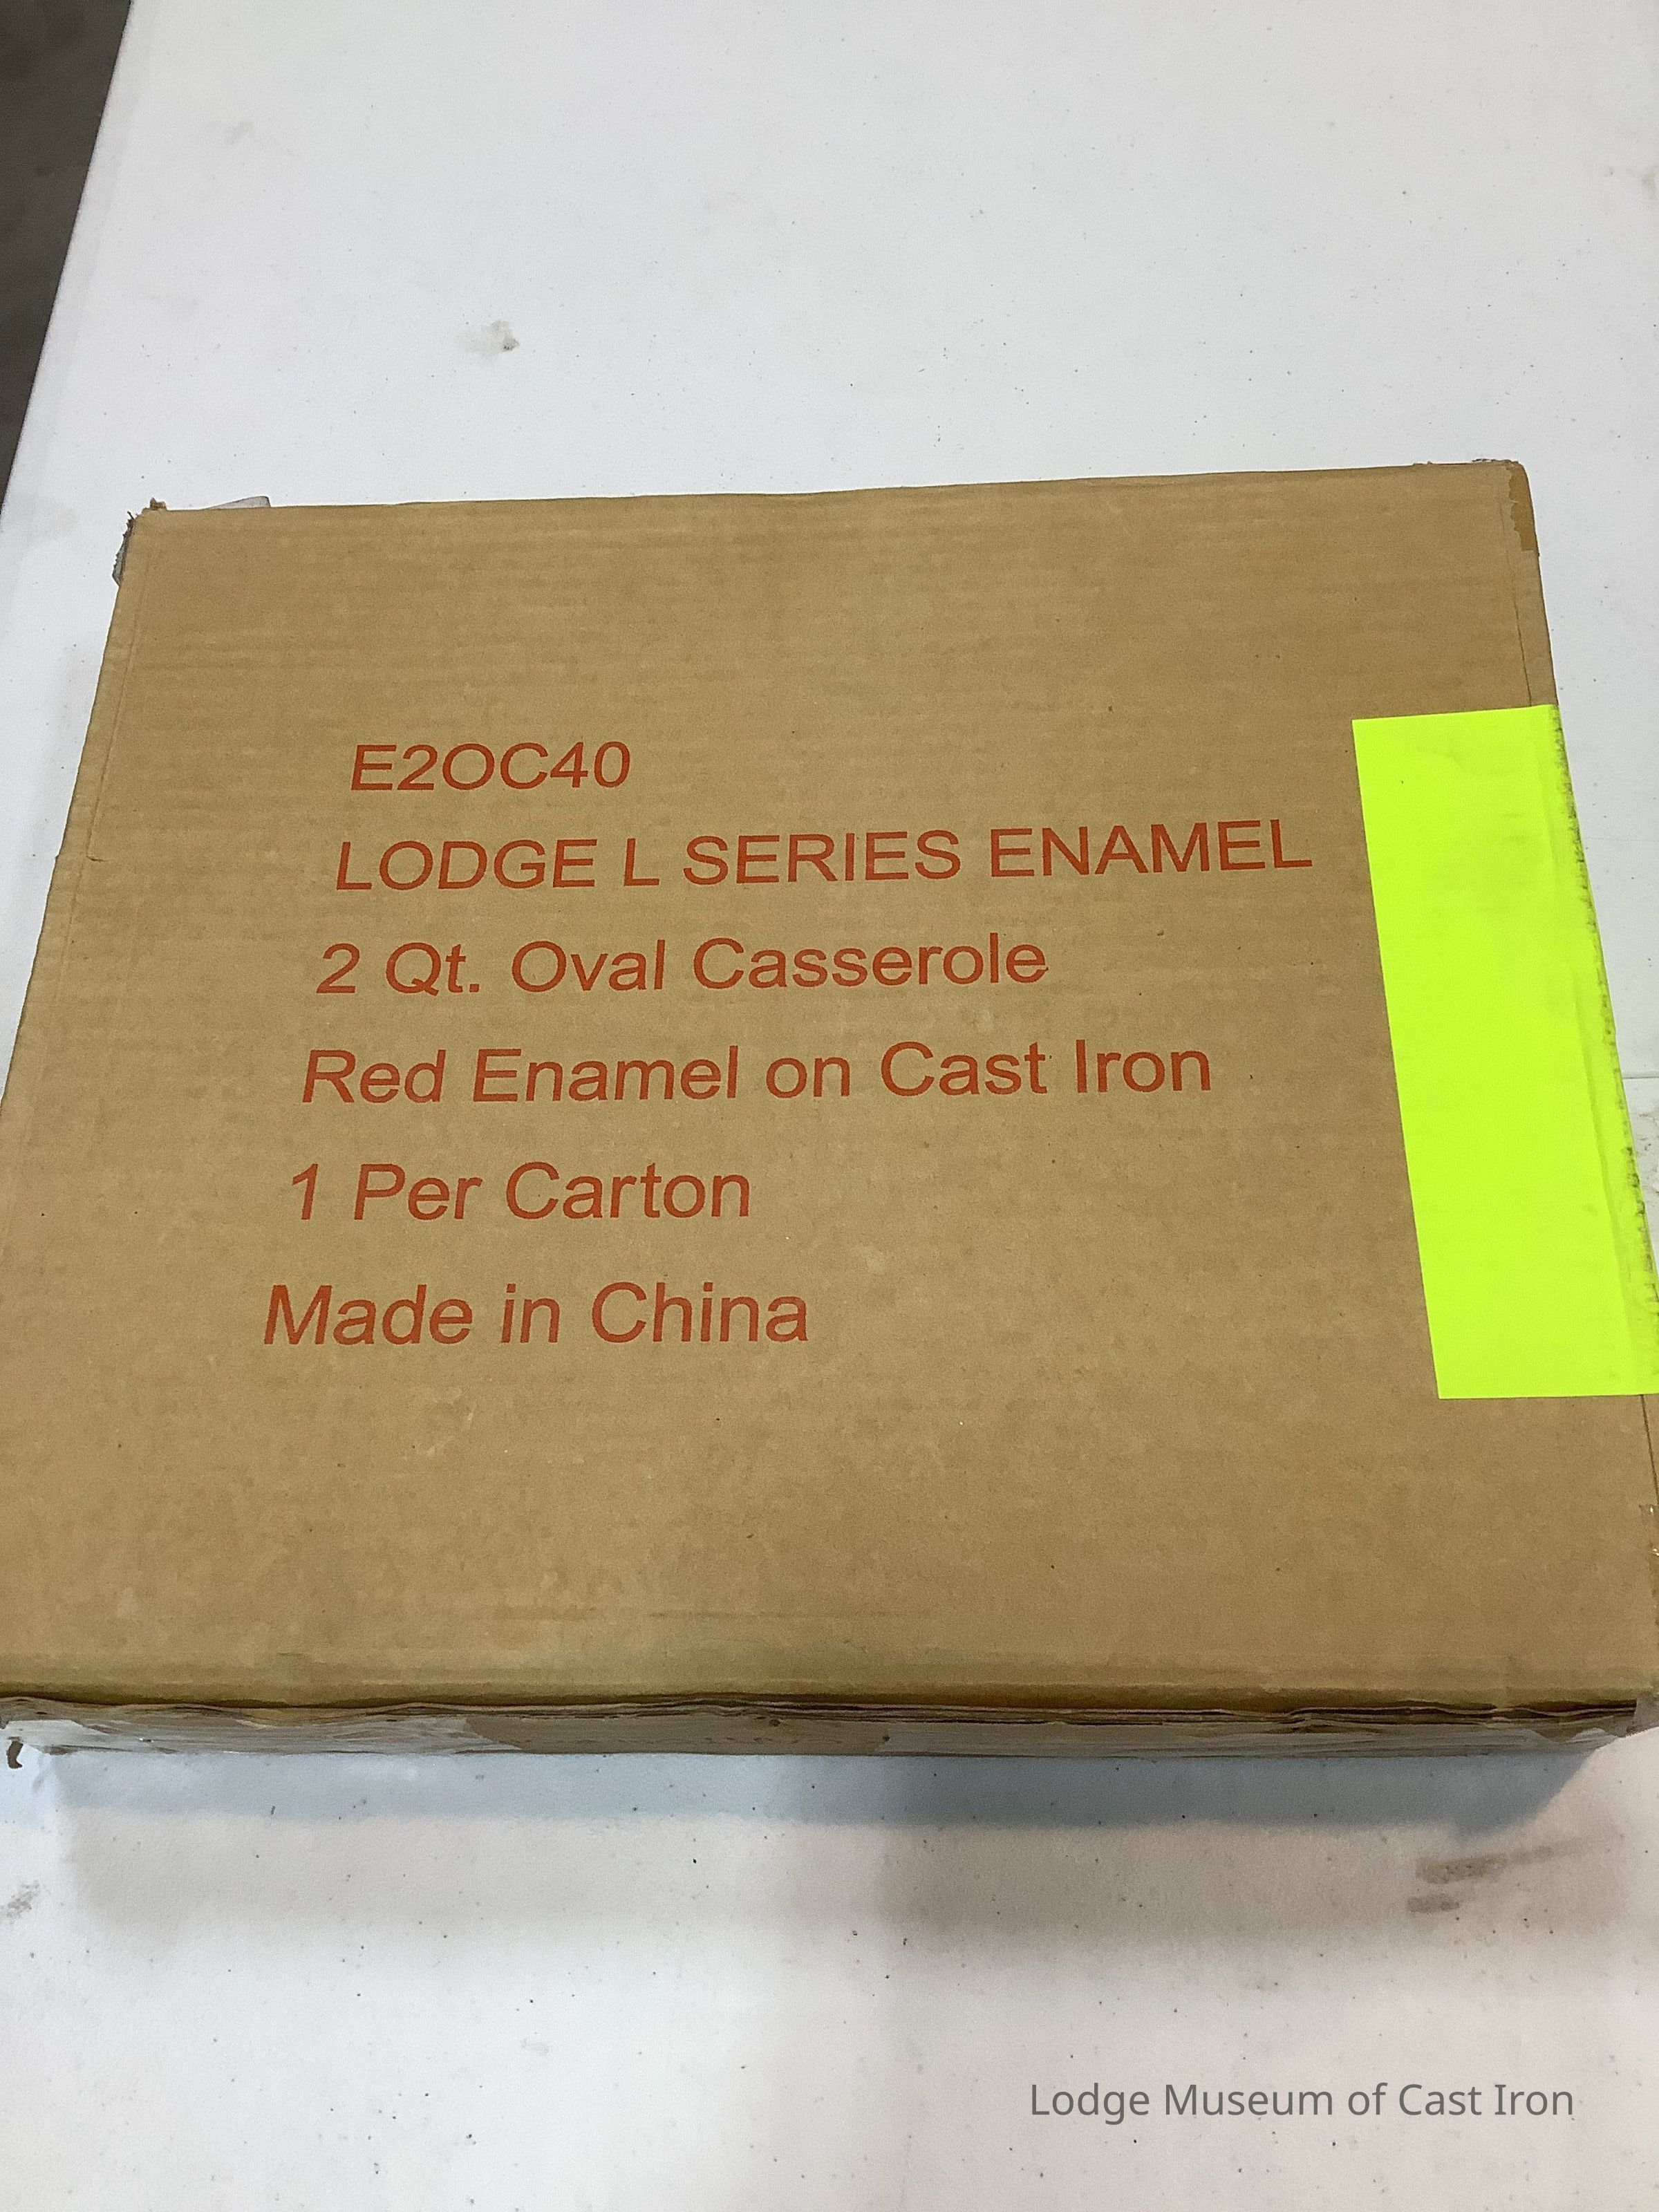 E2OC40
LODGE L SERIES ENAMEL
2 Qt. Oval Casserole
Red Enamel on Cast Iron
1 Per Carton
Made in China
Lodge Museum of Cast Iron